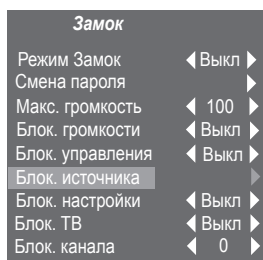 Замок
Режим Замок Выкл
Смена пароля
Макс. громкость 100
Блок. громкости Выкл
Блок. управления Выкл
Блок. источника
Блок. настройки Выкл
Блок. ТВ Выкл
Блок. канала 0